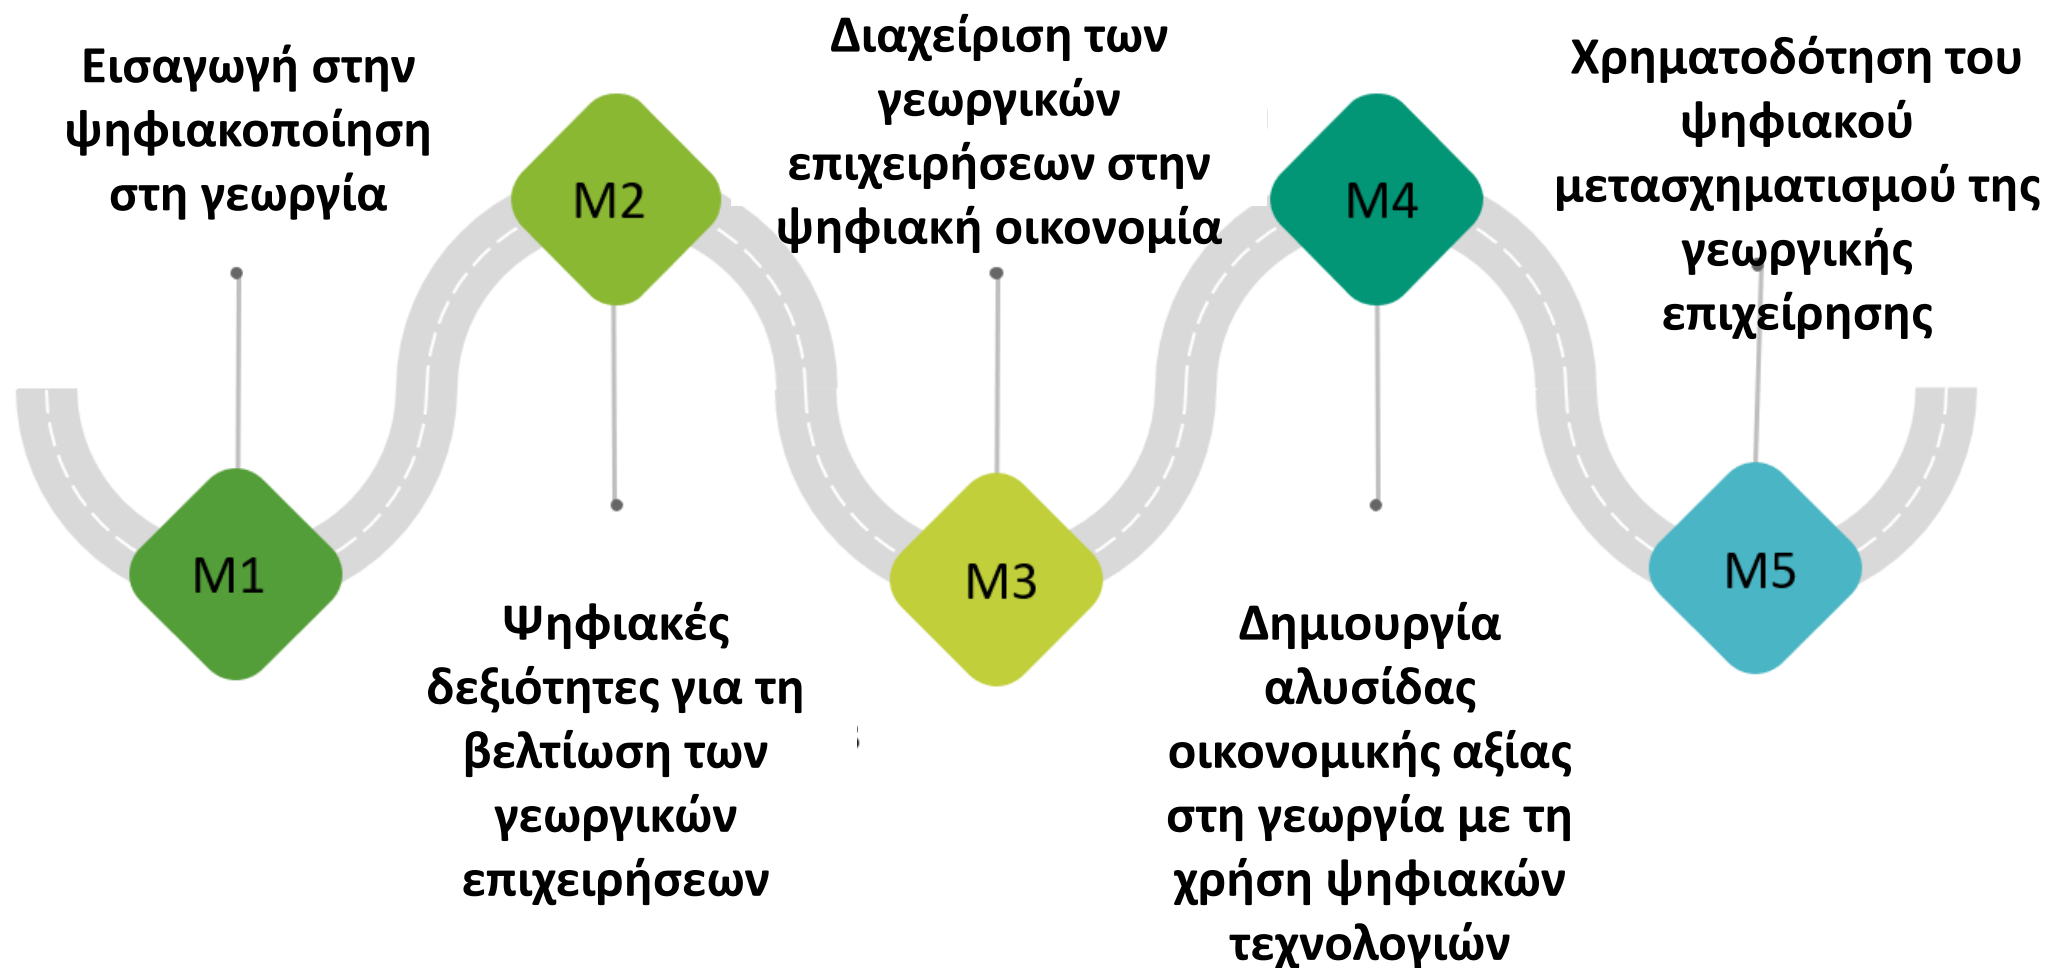 Εισαγωγή στην
ψηφιακοποίηση
στη γεωργία
M1
M2
Ψηφιακές
δεξιότητες για τη
βελτίωση των
γεωργικών
επιχειρήσεων
Διαχείριση των
γεωργικών
επιχειρήσεων στην
ψηφιακή οικονομία
M3
M4
Δημιουργία
αλυσίδας
οικονομικής αξίας
στη γεωργία με τη
χρήση ψηφιακών
τεχνολογιών
Χρηματοδότηση του
ψηφιακού
μετασχηματισμού της
γεωργικής
επιχείρησης
M5